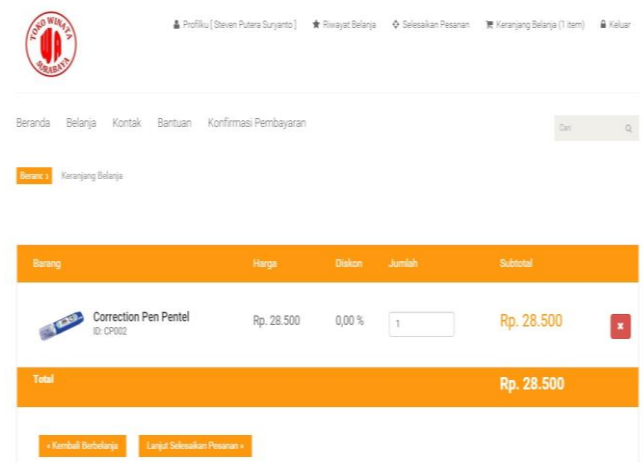 TOKO WINATA
SURABAYA
Profilku [ Steven Putera Suryanto ] Riwayat Belanja Selesaikan Pesanan Keranjang Belanja (1 item) Keluar
Beranda Belanja Kontak Bantuan Konfirmasi Pembayaran
Cari
Keranjang Belanja
Barang Harga Diskon Jumlah Subtotal
Correction Pen Pentel Rp. 28.500 0,00 % 1 Rp. 28.500 x
ID: CP002
Total Rp. 28.500
« Kembali Berbelanja Lanjut Selesaikan Pesanan »